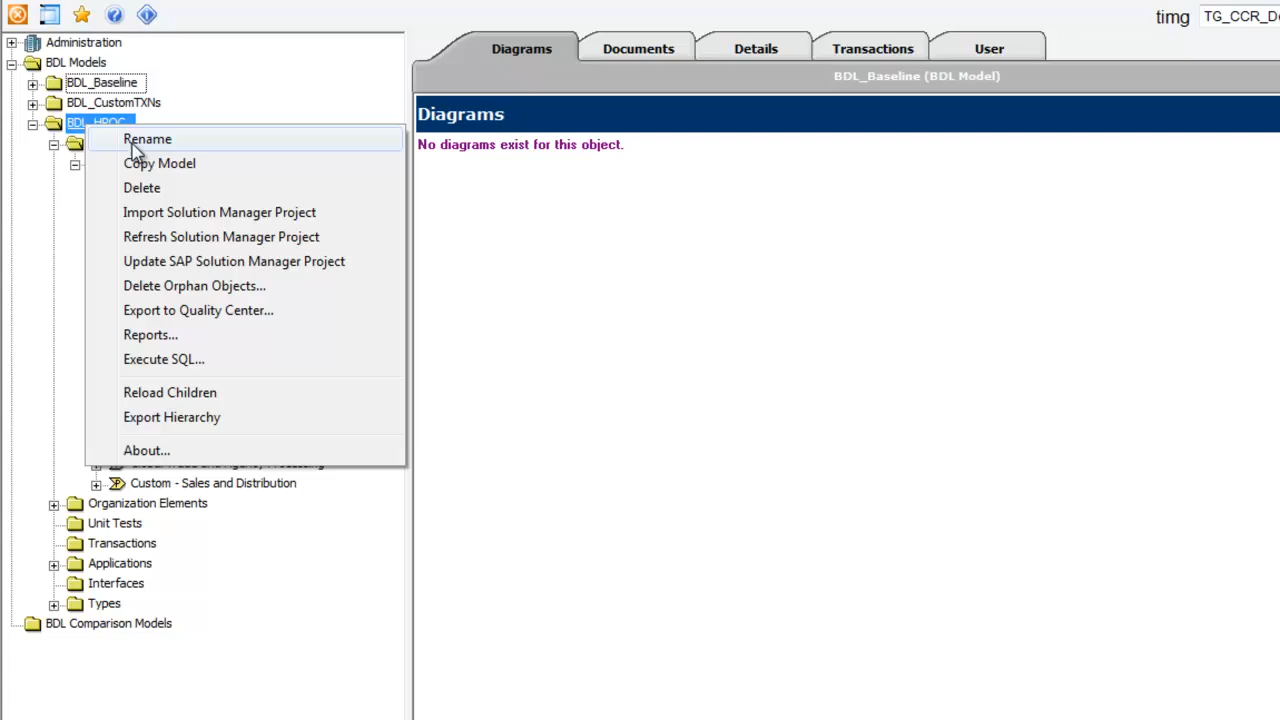 timg
TG_CCR_D
Administration
BDL Models
BDL_Baseline
BDL_CustomTXNs
Rename
Copy Model
Delete
Import Solution Manager Project
Refresh Solution Manager Project
Update SAP Solution Manager Project
Delete Orphan Objects...
Export to Quality Center...
Reports...
Execute SQL...
Reload Children
Export Hierarchy
About...
Custom - Sales and Distribution
Organization Elements
Unit Tests
Transactions
Applications
Interfaces
Types
BDL Comparison Models
Diagrams
Documents
Details
Transactions
User
BDL_Baseline (BDL Model)
Diagrams
No diagrams exist for this object.